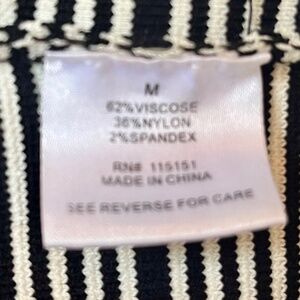 M
62%VISCOSE
36%NYLON
2%SPANDEX
RN# 115151
MADE IN CHINA
SEE REVERSE FOR CARE